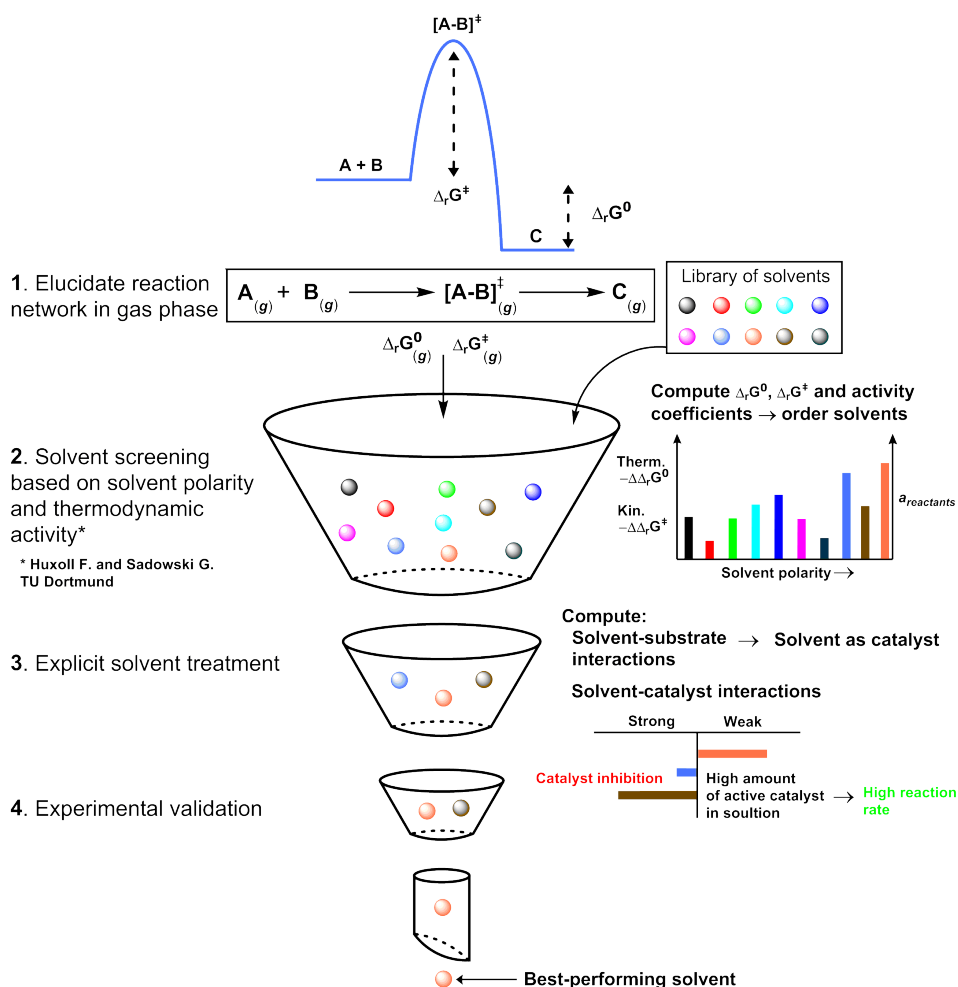 [A-B]‡
A + B
ΔrG‡
ΔrG0
C
1. Elucidate reaction
network in gas phase
A(g) + B(g) ⟶ [A-B]‡(g) ⟶ C(g)
Library of solvents
ΔrG0(g) ΔrG‡(g)
Compute ΔrG0, ΔrG‡ and activity
coefficients → order solvents
2. Solvent screening
based on solvent polarity
and thermodynamic
activity*
* Huxoll F. and Sadowski G.
TU Dortmund
Therm.
−ΔΔrG0
Kin.
−ΔΔrG‡
areactants
Solvent polarity →
3. Explicit solvent treatment
Compute:
Solvent-substrate → Solvent as catalyst
interactions
Solvent-catalyst interactions
Strong Weak
4. Experimental validation
Catalyst inhibition
High amount
of active catalyst → High reaction
in soultion
rate
Best-performing solvent